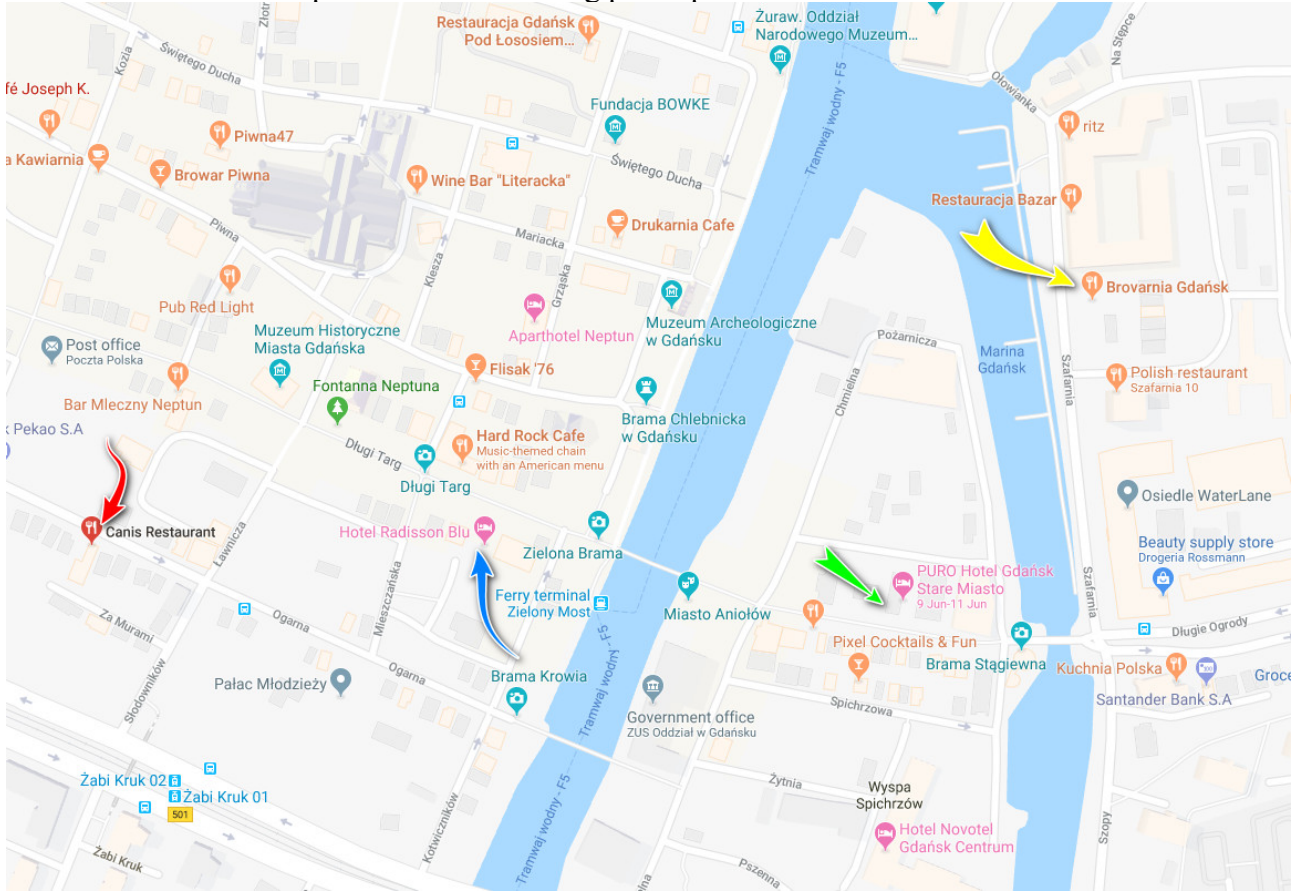 Restauracja Gdańsk
Pod Łososiem...
Żuraw. Oddział
Narodowego Muzeum...
Kozia
Świętego Ducha
Na Stępce
Ołowianka
fé Joseph K.
Piwna47
Fundacja BOWKE
Tramwaj wodny - F5
ritz
a Kawiarnia
Browar Piwna
Wine Bar "Literacka"
Świętego Ducha
Restauracja Bazar
Drukarnia Cafe
Piwna
Mariacka
Klesza
Grząska
Brovarnia Gdańsk
Pub Red Light
Aparthotel Neptun
Muzeum Archeologiczne
w Gdańsku
Muzeum Historyczne
Miasta Gdańska
Post office
Poczta Polska
Pożarnicza
Marina
Gdańsk
Szafarnia
Flisak '76
Polish restaurant
Szafarnia 10
Fontanna Neptuna
Chmielna
Bar Mleczny Neptun
Brama Chlebnicka
w Gdańsku
k Pekao S.A
Hard Rock Cafe
Music-themed chain
with an American menu
Długi Targ
Długi Targ
Osiedle WaterLane
Canis Restaurant
Ławnicza
Hotel Radisson Blu
Zielona Brama
Beauty supply store
Drogeria Rossmann
PURO Hotel Gdańsk
Stare Miasto
9 Jun-11 Jun
Szafarnia
Mieszczańska
Ferry terminal
Zielony Most
Miasto Aniołów
Za Murami
Ogarna
Długie Ogrody
Pixel Cocktails & Fun
Tramwaj wodny - F5
Brama Stągiewna
Kuchnia Polska
Ogarna
Słodowników
Pałac Młodzieży
Brama Krowia
Groce
Santander Bank S.A
Spichrzowa
Government office
ZUS Oddział w Gdańsku
Żabi Kruk 02
Żabi Kruk 01
501
Żytnia
Wyspa
Spichrzów
Tramwaj wodny - F5
Kotwiczników
Hotel Novotel
Gdańsk Centrum
Szopy
Żabi Kruk
Pszenna